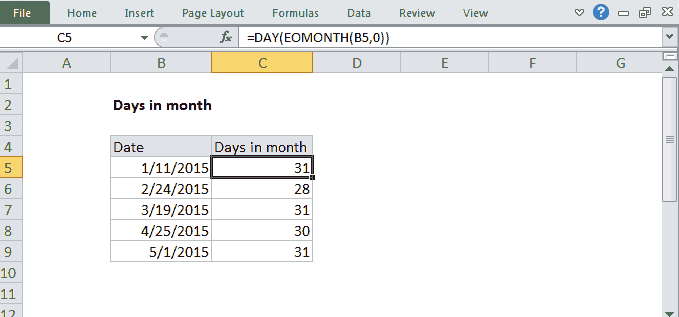 File Home Insert Page Layout Formulas Data Review View ?
C5 fx =DAY(EOMONTH(B5,0))
A B C D E F G
1
2 Days in month
3
4 Date Days in month
5 1/11/2015 31
6 2/24/2015 28
7 3/19/2015 31
8 4/25/2015 30
9 5/1/2015 31
10
11
12